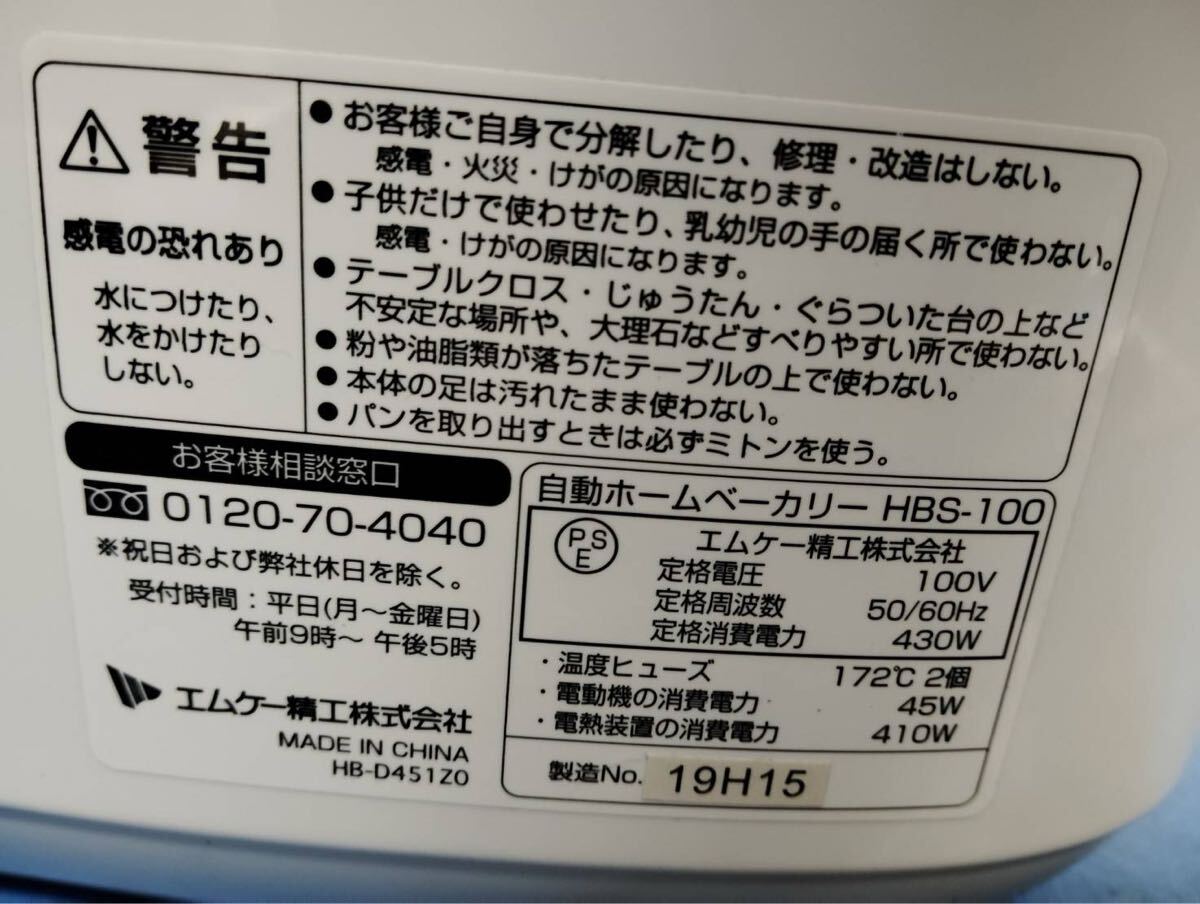 警告
感電の恐れあり
水につけたり、
水をかけたり
しない。
●お客様ご自身で分解したり、修理・改造はしない。
感電・火災・けがの原因になります。
●子供だけで使わせたり、乳幼児の手の届く所で使わない。
感電・けがの原因になります。
●テーブルクロス・じゅうたん・ぐらついた台の上など
不安定な場所や、大理石などすべりやすい所で使わない。
●粉や油脂類が落ちたテーブルの上で使わない。
●本体の足は汚れたまま使わない。
●パンを取り出すときは必ずミトンを使う。
お客様相談窓口
0120-70-4040
※祝日および弊社休日を除く。
受付時間：平日(月～金曜日)
午前9時～午後5時
エムケー精工株式会社
MADE IN CHINA
HB-D451Z0
自動ホームベーカリー HBS-100
PSE
エムケー精工株式会社
定格電圧 100V
定格周波数 50/60Hz
定格消費電力 430W
・温度ヒューズ 172℃ 2個
・電動機の消費電力 45W
・電熱装置の消費電力 410W
製造No. 19H15